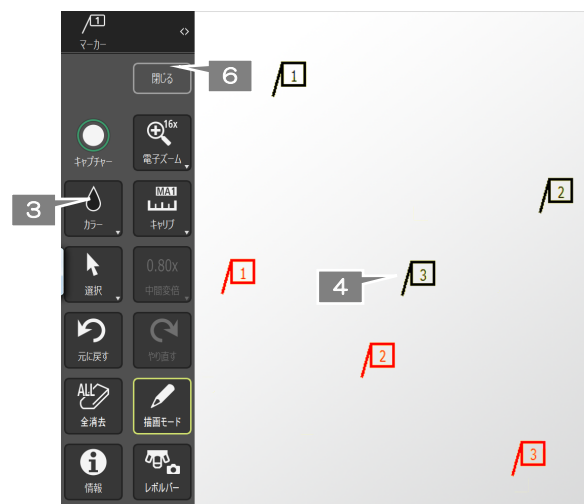 1
マーカー
閉じる
6
1
キャプチャー
16x
電子ズーム
2
3
カラー
MA1
キャリブ
1
4
3
選択
0.80x
中間変倍
元に戻す
やり直す
2
ALL
全消去
描画モード
3
情報
レボルバー